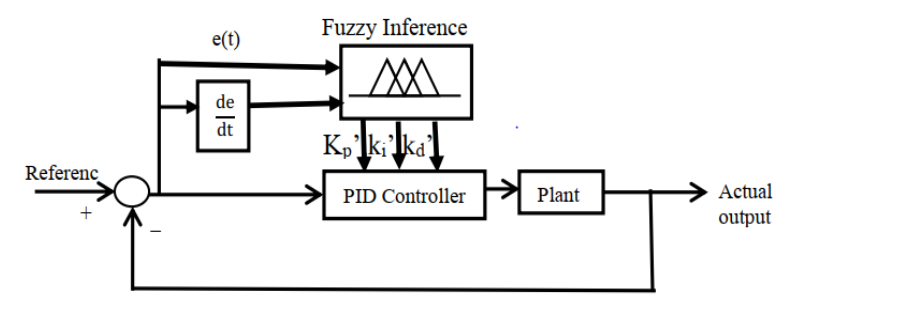 Fuzzy Inference
e(t)
de
dt
Kp' ki' kd'
Referenc
PID Controller
Plant
Actual
output
+
−